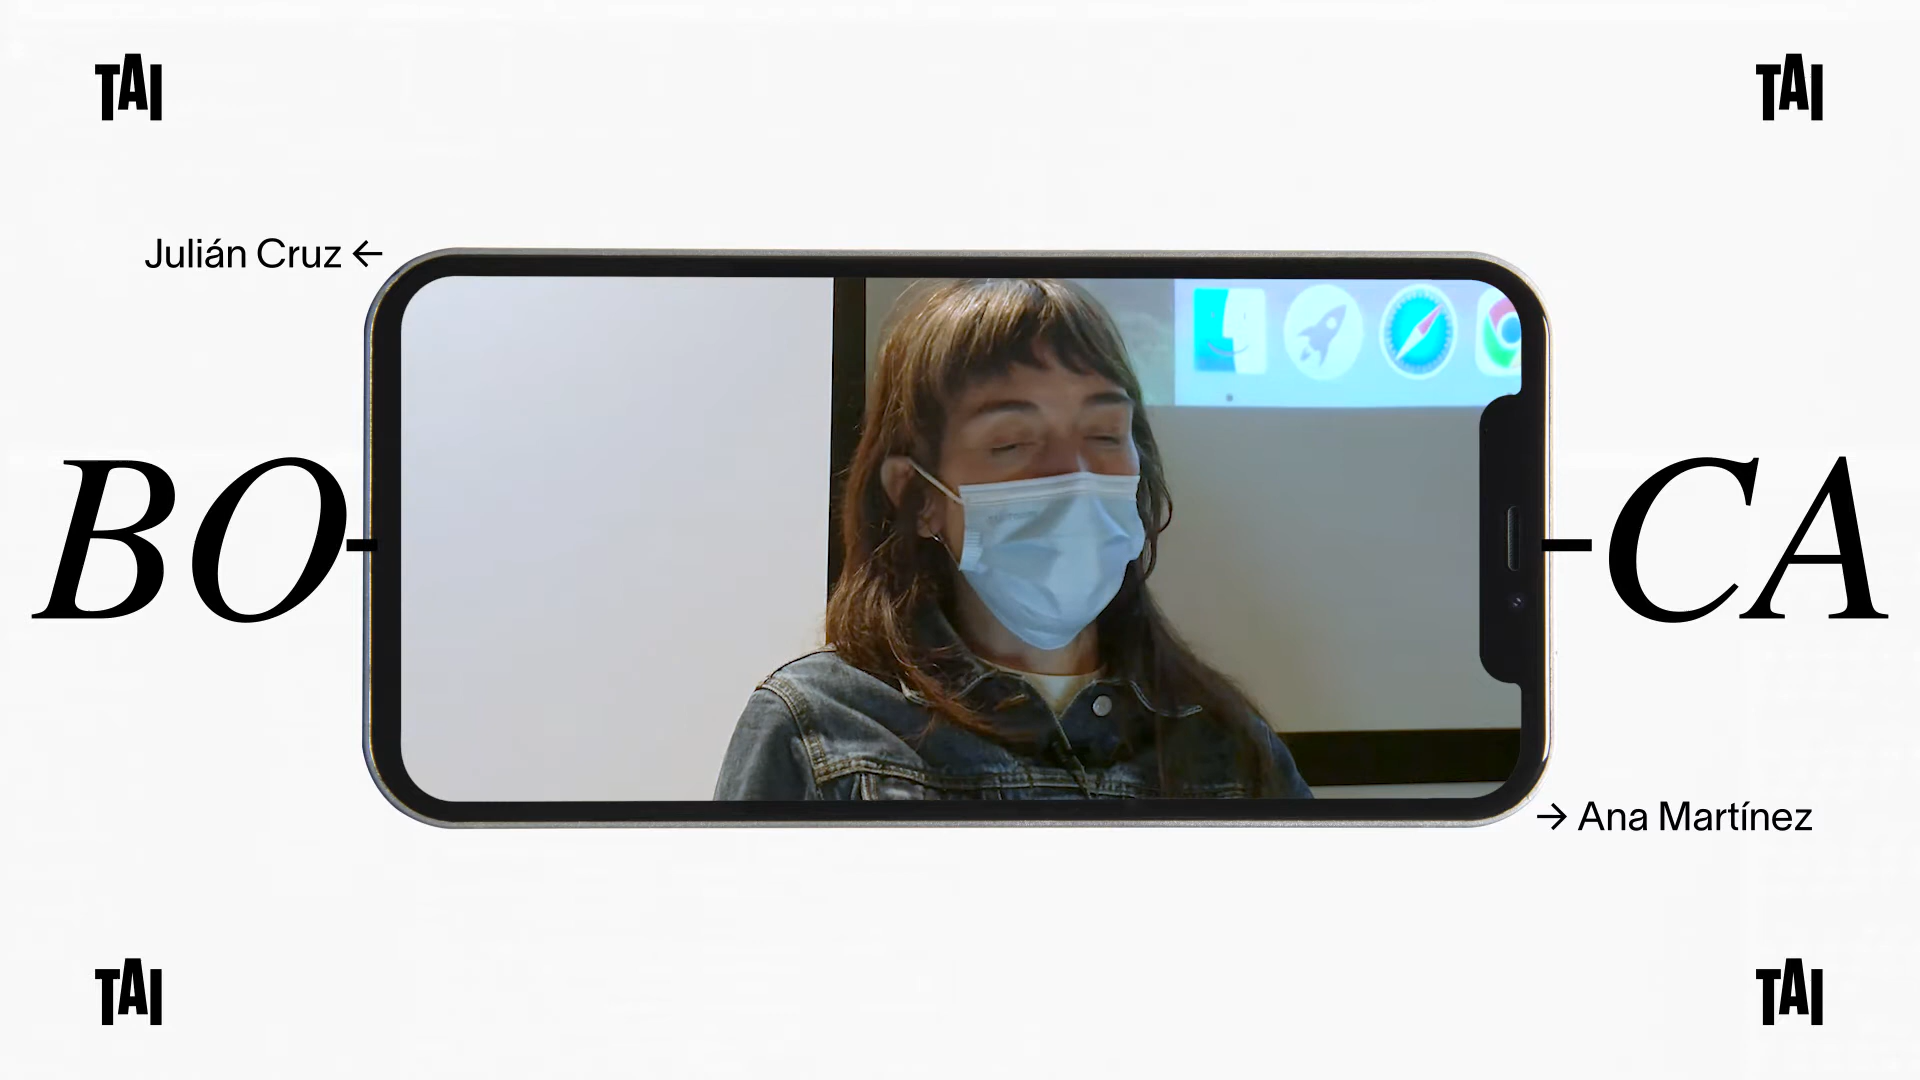 TAI
TAI
Julián Cruz ←
BO-
-CA
→ Ana Martínez
TAI
TAI